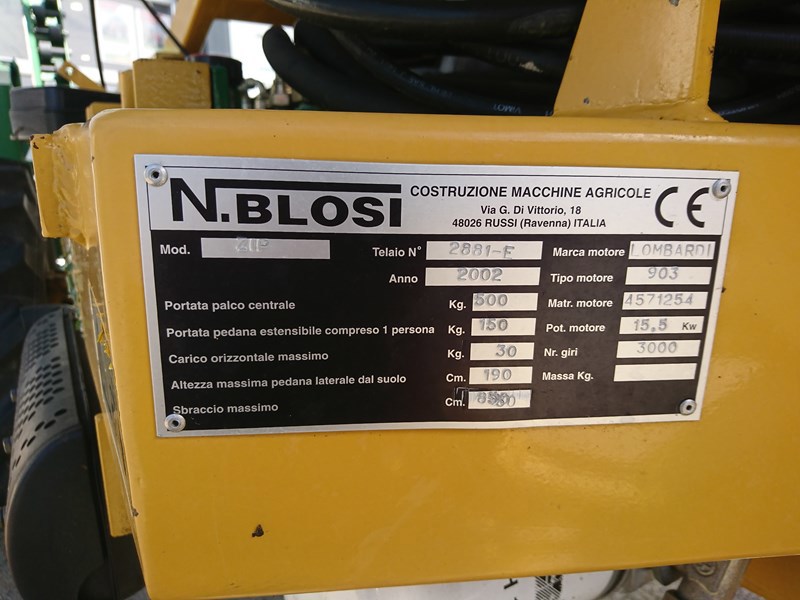 N.BLOSI
COSTRUZIONE MACCHINE AGRICOLE
Via G. Di Vittorio, 18
48026 RUSSI (Ravenna) ITALIA
CE
Mod. ZIP
Telaio N° 2881-E
Marca motore LOMBARDI
Anno 2002
Tipo motore 903
Portata palco centrale Kg. 500
Matr. motore 4571254
Portata pedana estensibile compreso 1 persona Kg. 150
Pot. motore 15,5 Kw
Carico orizzontale massimo Kg. 30
Nr. giri 3000
Altezza massima pedana laterale dal suolo Cm. 190
Massa Kg.
Sbraccio massimo Cm.